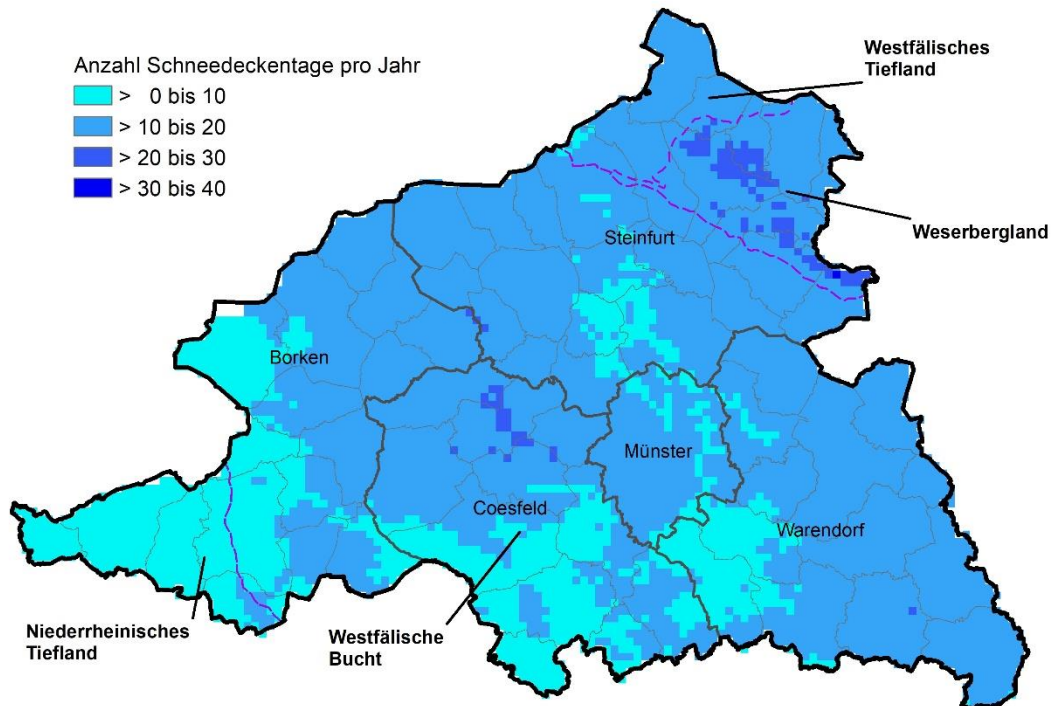 Anzahl Schneedeckentage pro Jahr
> 0 bis 10
> 10 bis 20
> 20 bis 30
> 30 bis 40
Westfälisches
Tiefland
Weserbergland
Steinfurt
Borken
Münster
Coesfeld
Warendorf
Niederrheinisches
Tiefland
Westfälische
Bucht